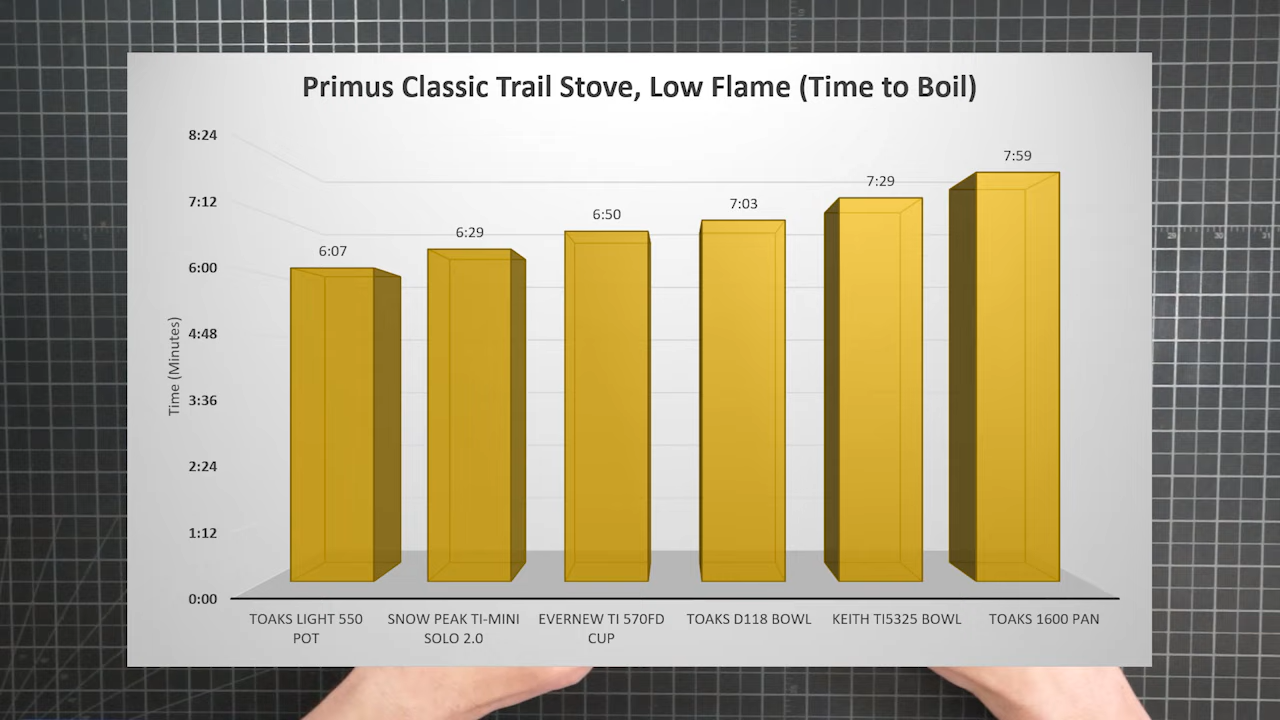 Primus Classic Trail Stove, Low Flame (Time to Boil)
8:24
7:12
6:00
4:48
3:36
2:24
1:12
0:00
Time (Minutes)
6:07
6:29
6:50
7:03
7:29
7:59
TOAKS LIGHT 550
POT
SNOW PEAK TI-MINI
SOLO 2.0
EVERNEW TI 570FD
CUP
TOAKS D118 BOWL
KEITH TI5325 BOWL
TOAKS 1600 PAN
29
30
31